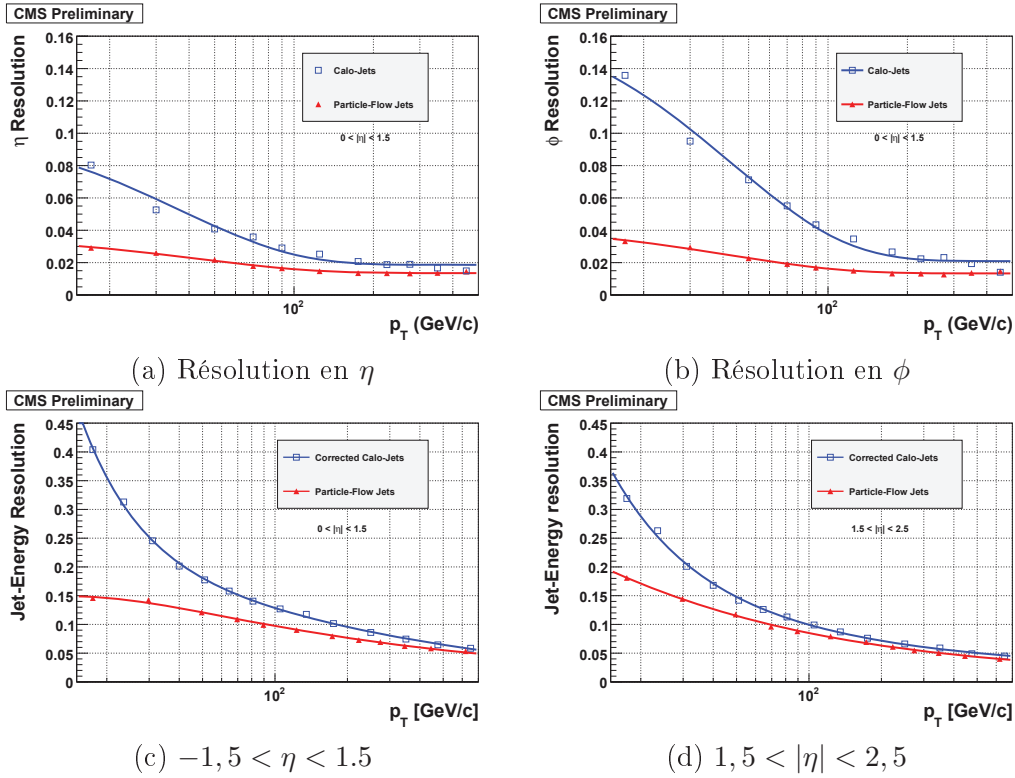 CMS Preliminary
η Resolution
0.16
0.14
0.12
0.1
0.08
0.06
0.04
0.02
0
Calo-Jets
Particle-Flow Jets
0 < |η| < 1.5
10²
p_T (GeV/c)
(a) Résolution en η
CMS Preliminary
ϕ Resolution
0.16
0.14
0.12
0.1
0.08
0.06
0.04
0.02
0
Calo-Jets
Particle-Flow Jets
0 < |η| < 1.5
10²
p_T (GeV/c)
(b) Résolution en ϕ
CMS Preliminary
Jet-Energy Resolution
0.45
0.4
0.35
0.3
0.25
0.2
0.15
0.1
0.05
0
Corrected Calo-Jets
Particle-Flow Jets
0 < |η| < 1.5
10²
p_T [GeV/c]
(c) −1, 5 < η < 1.5
CMS Preliminary
Jet-Energy resolution
0.45
0.4
0.35
0.3
0.25
0.2
0.15
0.1
0.05
0
Corrected Calo-Jets
Particle-Flow Jets
1.5 < |η| < 2.5
10²
p_T [GeV/c]
(d) 1, 5 < |η| < 2, 5